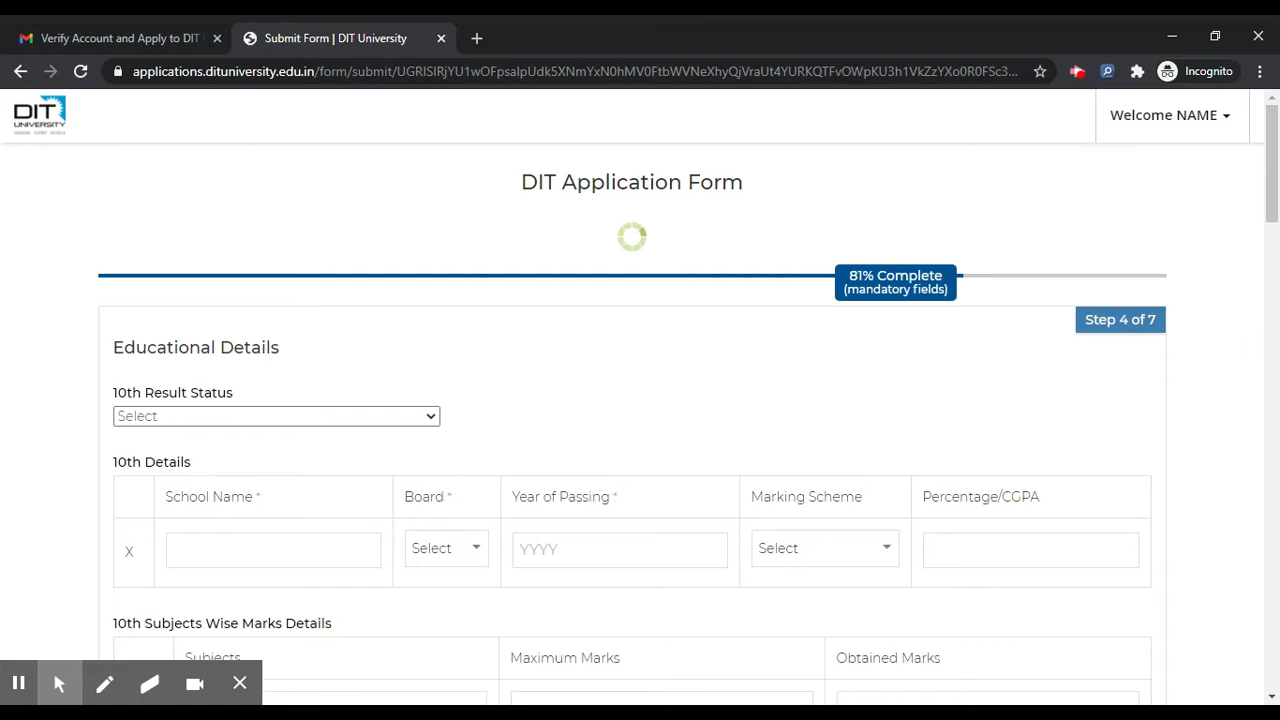 Verify Account and Apply to DIT
Submit Form | DIT University
applications.dituniversity.edu.in
Incognito
DIT
UNIVERSITY
Welcome NAME
DIT Application Form
81% Complete
(mandatory fields)
Step 4 of 7
Educational Details
10th Result Status
Select
10th Details
School Name * Board * Year of Passing * Marking Scheme Percentage/CGPA
X Select YYYY Select
10th Subjects Wise Marks Details
Subjects Maximum Marks Obtained Marks